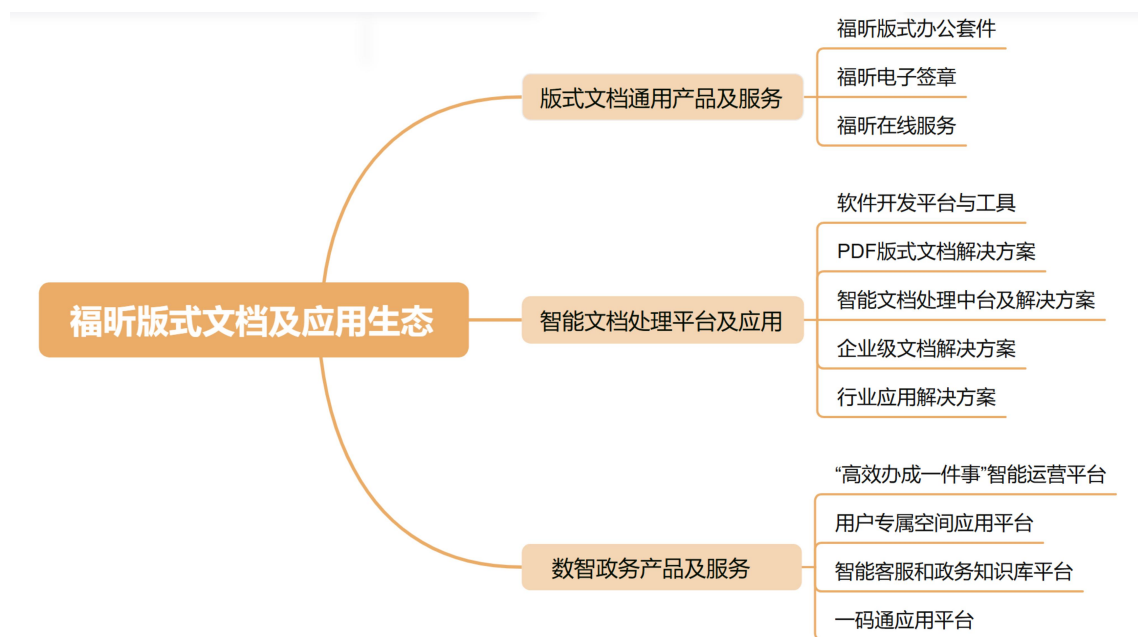 福昕版式文档及应用生态
版式文档通用产品及服务
福昕版式办公套件
福昕电子签章
福昕在线服务
智能文档处理平台及应用
软件开发平台与工具
PDF版式文档解决方案
智能文档处理中台及解决方案
企业级文档解决方案
行业应用解决方案
数智政务产品及服务
“高效办成一件事”智能运营平台
用户专属空间应用平台
智能客服和政务知识库平台
一码通应用平台